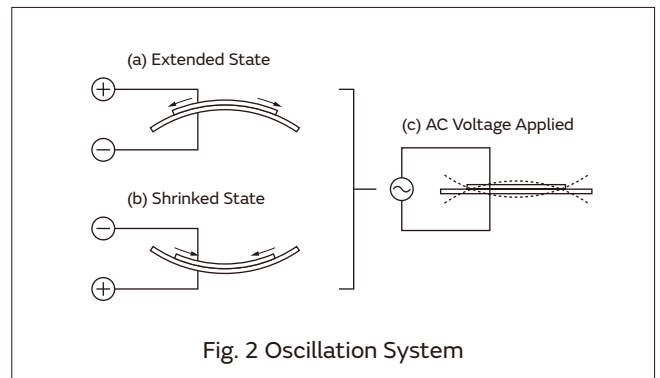 (a) Extended State
+
−
(b) Shrinked State
−
+
(c) AC Voltage Applied
~
Fig. 2 Oscillation System